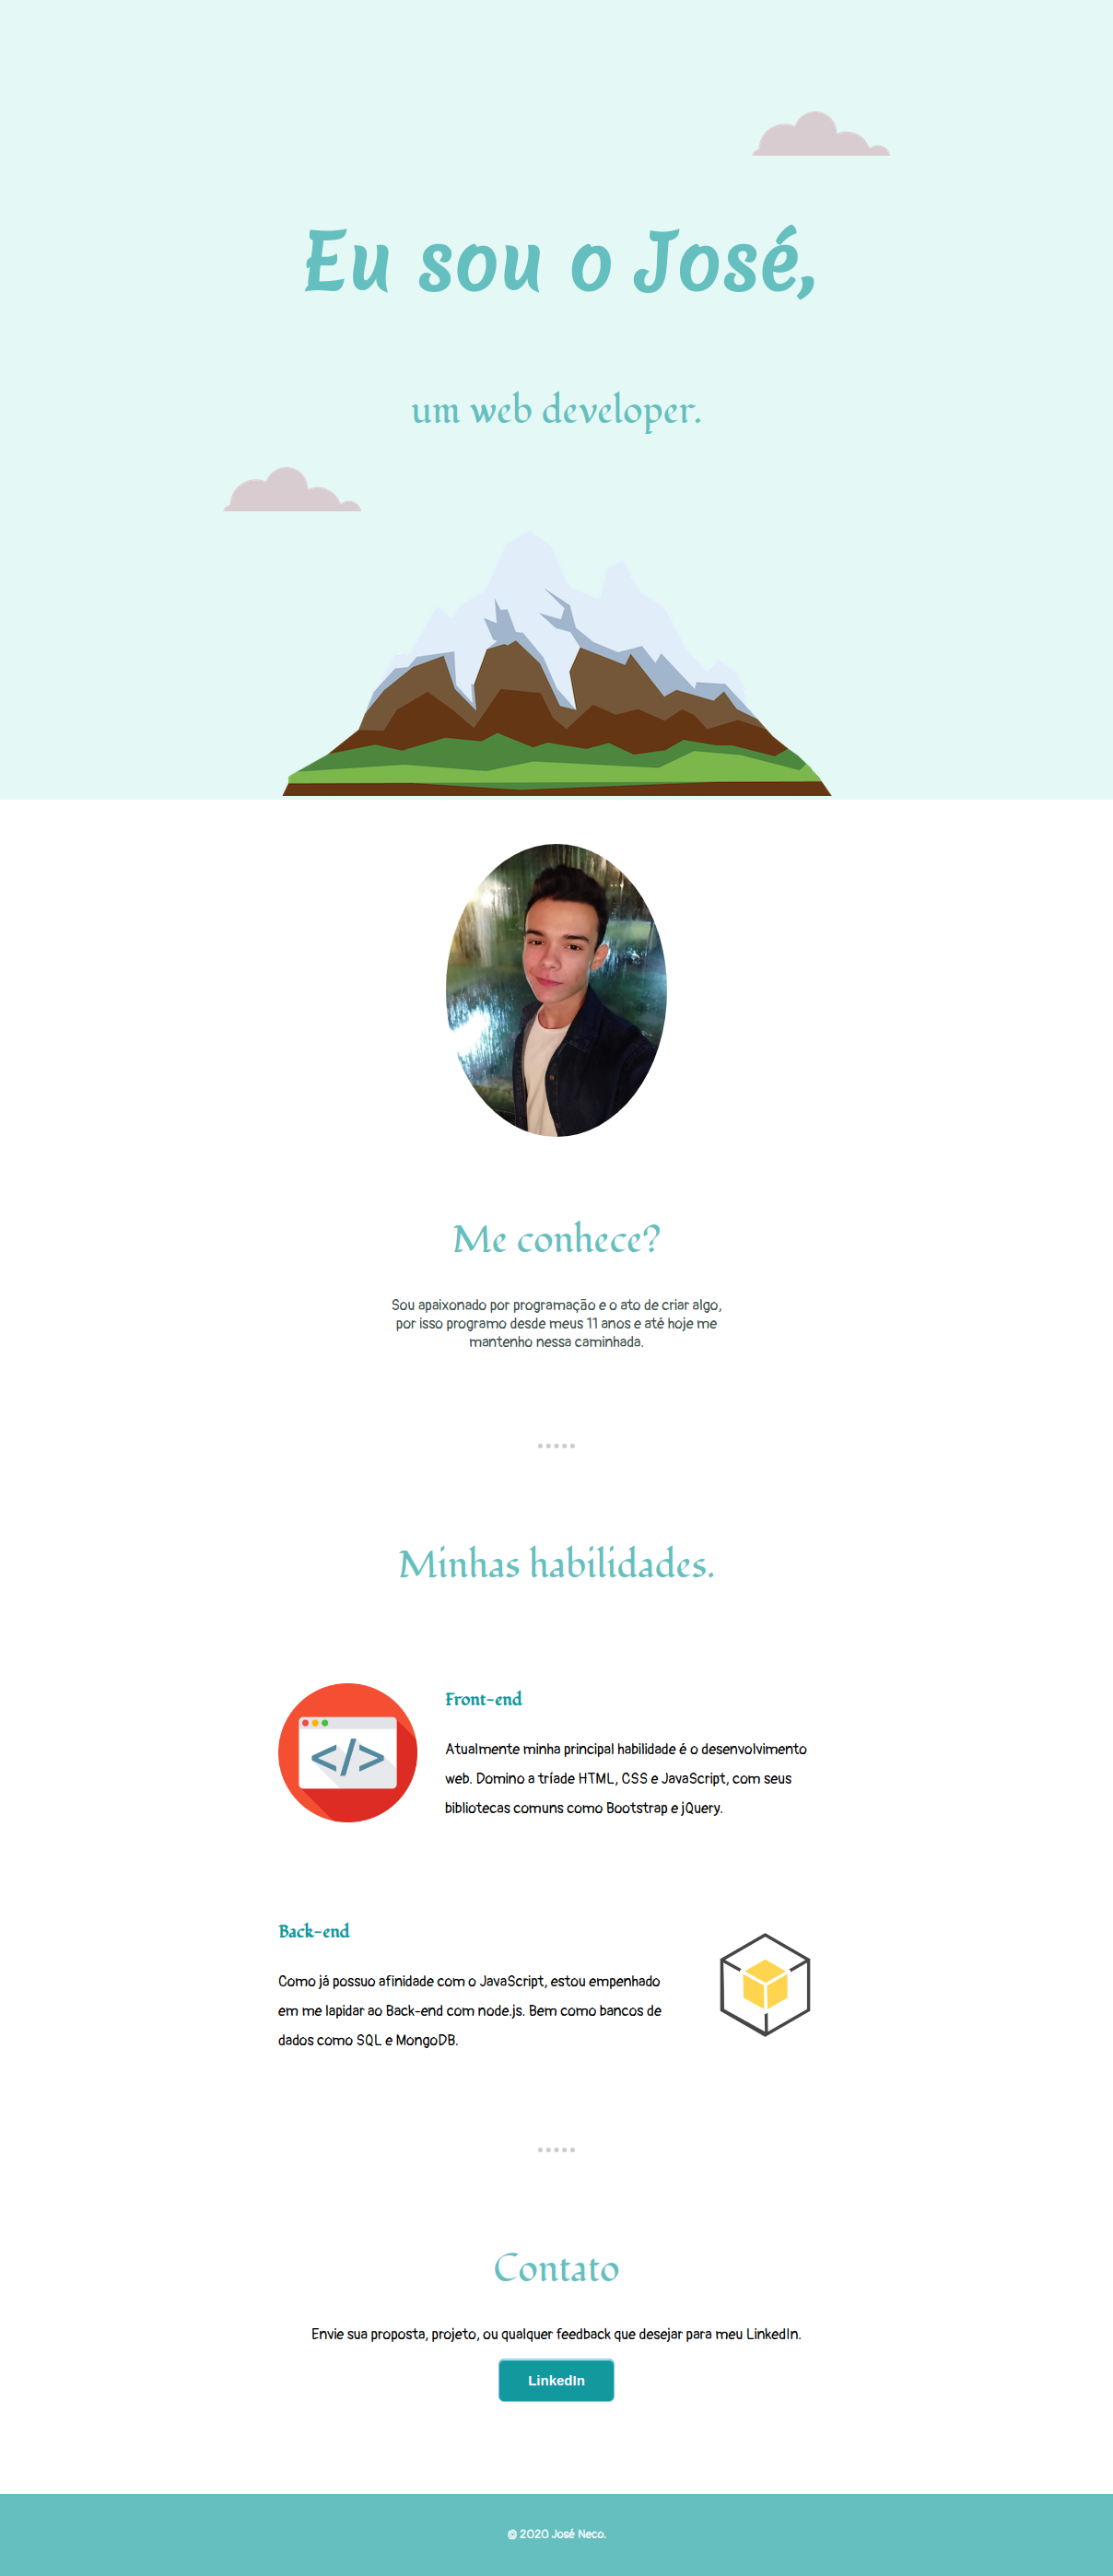 Eu sou o José,
um web developer.
Me conhece?
Sou apaixonado por programação e o ato de criar algo,
por isso programo desde meus 11 anos e até hoje me
mantenho nessa caminhada.
Minhas habilidades.
</>
Front-end
Atualmente minha principal habilidade é o desenvolvimento
web. Domino a tríade HTML, CSS e JavaScript, com seus
bibliotecas comuns como Bootstrap e jQuery.
Back-end
Como já possuo afinidade com o JavaScript, estou empenhado
em me lapidar ao Back-end com node.js. Bem como bancos de
dados como SQL e MongoDB.
Contato
Envie sua proposta, projeto, ou qualquer feedback que desejar para meu LinkedIn.
LinkedIn
© 2020 José Neco.